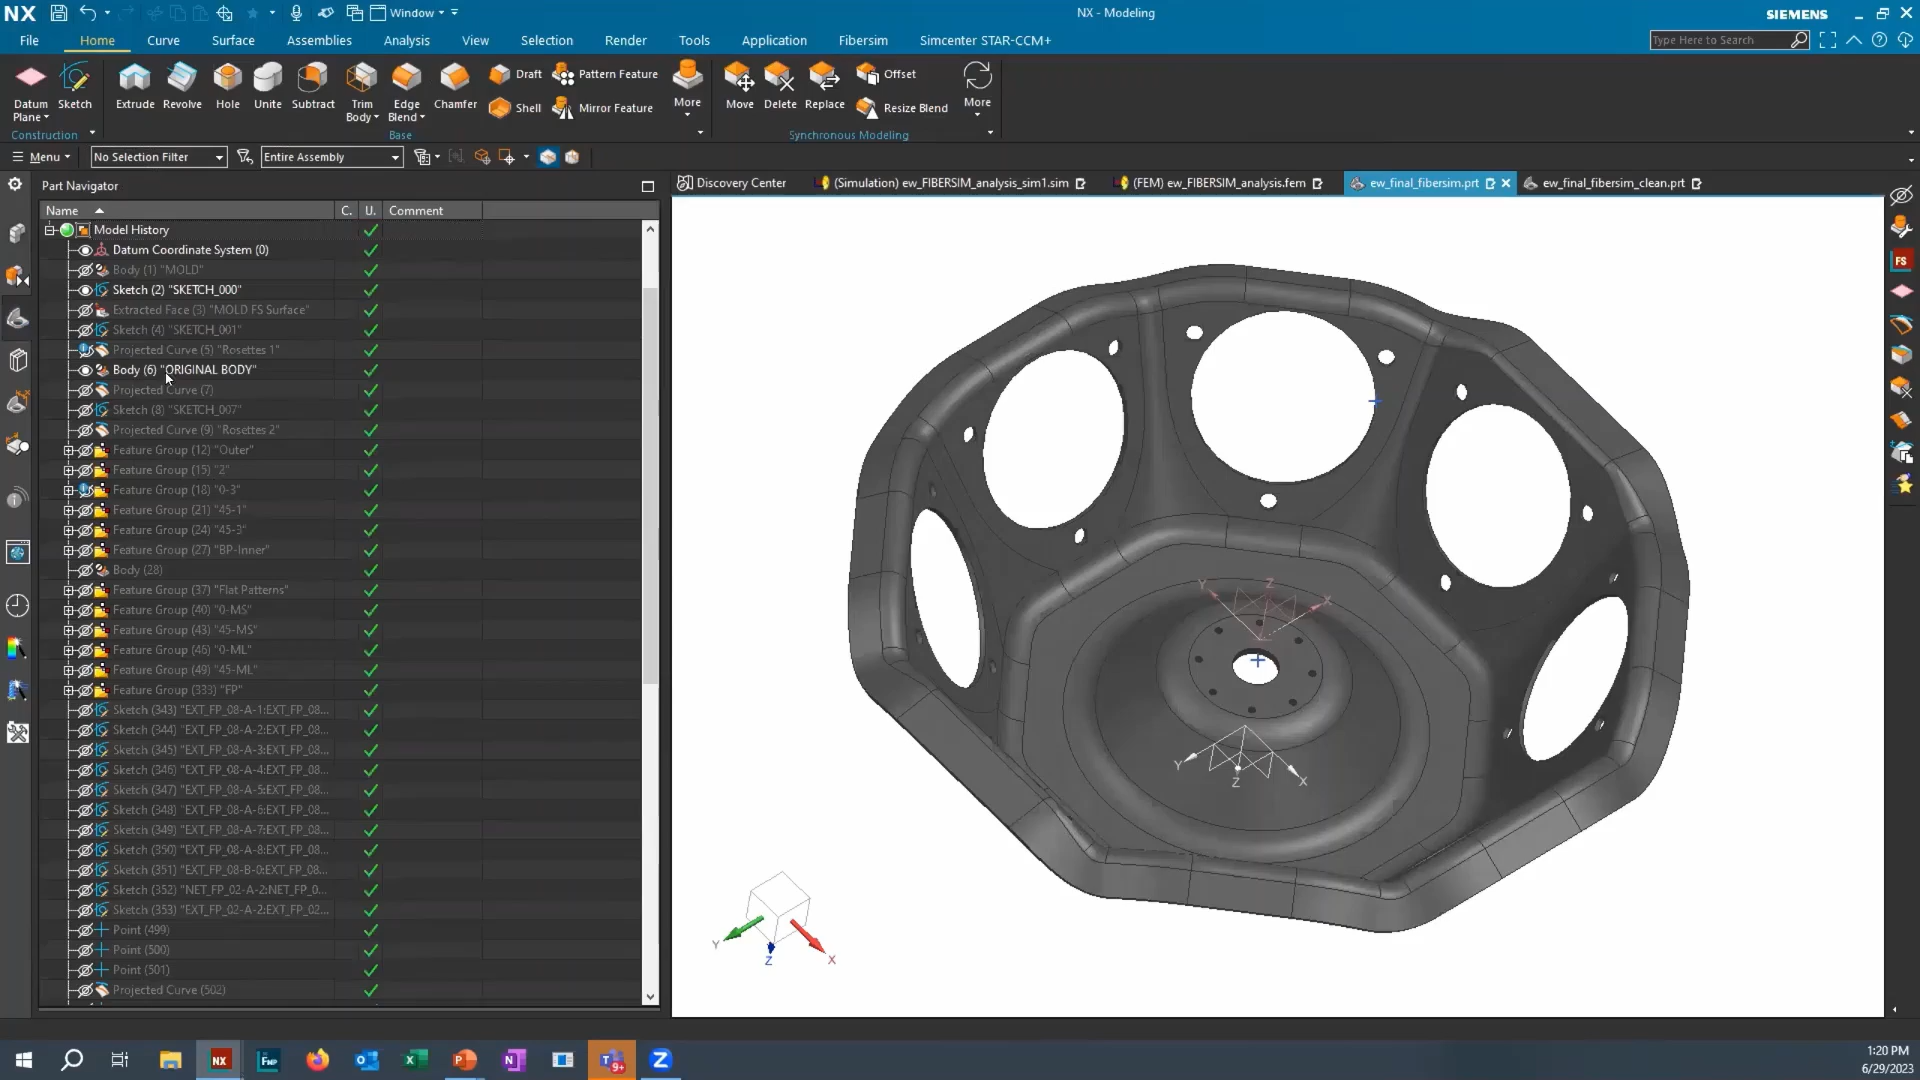 NX
Window
NX - Modeling
SIEMENS
File Home Curve Surface Assemblies Analysis View Selection Render Tools Application Fibersim Simcenter STAR-CCM+
Type Here to Search
Datum Plane
Sketch
Construction
Extrude
Revolve
Hole
Unite
Subtract
Trim Body
Edge Blend
Chamfer
Draft
Shell
Pattern Feature
Mirror Feature
More
Base
Move
Delete
Replace
Offset
Resize Blend
More
Synchronous Modeling
Menu
No Selection Filter
Entire Assembly
Part Navigator
Discovery Center
(Simulation) ew_FIBERSIM_analysis_sim1.sim
(FEM) ew_FIBERSIM_analysis.fem
ew_final_fibersim.prt
ew_final_fibersim_clean.prt
Name C. U. Comment
Model History
Datum Coordinate System (0)
Body (1) "MOLD"
Sketch (2) "SKETCH_000"
Extracted Face (3) "MOLD FS Surface"
Sketch (4) "SKETCH_001"
Projected Curve (5) "Rosettes 1"
Body (6) "ORIGINAL BODY"
Projected Curve (7)
Sketch (8) "SKETCH_007"
Projected Curve (9) "Rosettes 2"
Feature Group (12) "Outer"
Feature Group (15) "2"
Feature Group (18) "0-3"
Feature Group (21) "45-1"
Feature Group (24) "45-3"
Feature Group (27) "BP-Inner"
Body (28)
Feature Group (37) "Flat Patterns"
Feature Group (40) "0-MS"
Feature Group (43) "45-MS"
Feature Group (46) "0-ML"
Feature Group (49) "45-ML"
Feature Group (333) "FP"
Sketch (343) "EXT_FP_08-A-1:EXT_FP_08...
Sketch (344) "EXT_FP_08-A-2:EXT_FP_08...
Sketch (345) "EXT_FP_08-A-3:EXT_FP_08...
Sketch (346) "EXT_FP_08-A-4:EXT_FP_08...
Sketch (347) "EXT_FP_08-A-5:EXT_FP_08...
Sketch (348) "EXT_FP_08-A-6:EXT_FP_08...
Sketch (349) "EXT_FP_08-A-7:EXT_FP_08...
Sketch (350) "EXT_FP_08-A-8:EXT_FP_08...
Sketch (351) "EXT_FP_08-B-0:EXT_FP_08...
Sketch (352) "NET_FP_02-A-2:NET_FP_0...
Sketch (353) "EXT_FP_02-A-2:EXT_FP_02...
Point (499)
Point (500)
Point (501)
Projected Curve (502)
Y Z X
Y Z X
Y Z X
FS
NX
FNP
9+
1:20 PM
6/29/2023